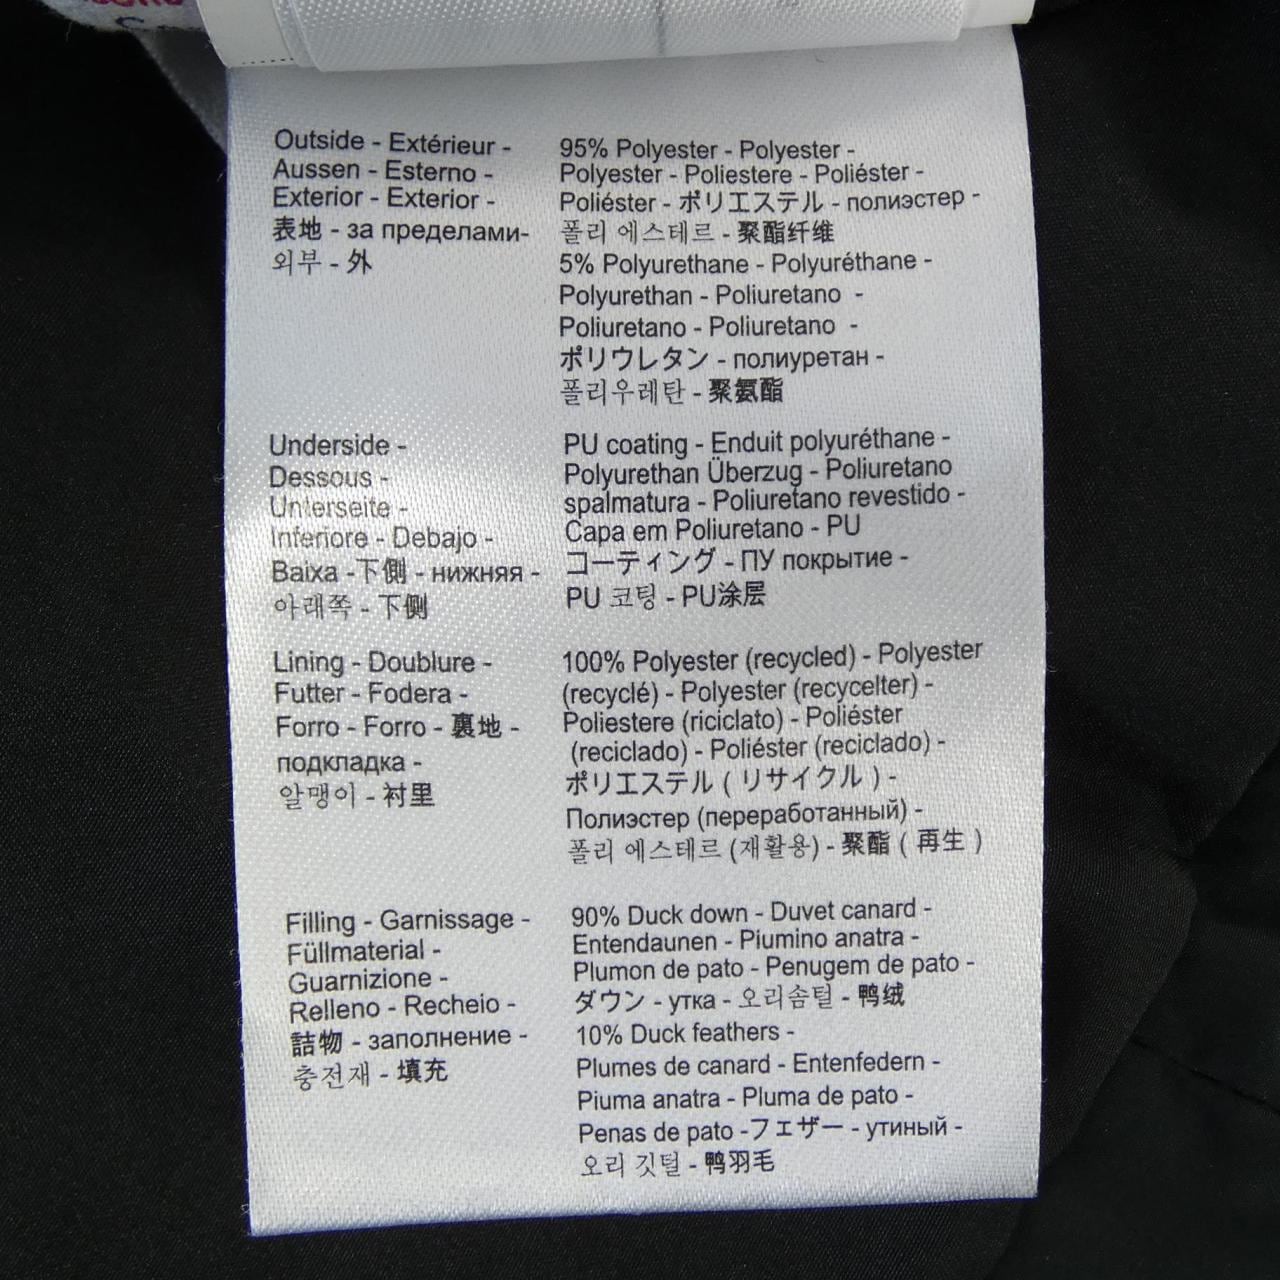 Outside - Extérieur -
Aussen - Esterno -
Exterior - Exterior -
表地 - за пределами-
외부 - 外
95% Polyester - Polyester -
Polyester - Poliestere - Poliéster -
Poliéster - ポリエステル - полиэстер -
폴리 에스테르 - 聚酯纤维
5% Polyurethane - Polyuréthane -
Polyurethan - Poliuretano -
Poliuretano - Poliuretano -
ポリウレタン - полиуретан -
폴리우레탄 - 聚氨酯
Underside -
Dessous -
Unterseite -
Inferiore - Debajo -
Baixa -下側 - нижняя -
아래쪽 - 下侧
PU coating - Enduit polyuréthane -
Polyurethan Überzug - Poliuretano
spalmatura - Poliuretano revestido -
Capa em Poliuretano - PU
コーティング - ПУ покрытие -
PU 코팅 - PU涂层
Lining - Doublure -
Futter - Fodera -
Forro - Forro - 裏地 -
подкладка -
알맹이 - 衬里
100% Polyester (recycled) - Polyester
(recyclé) - Polyester (recycelter) -
Poliestere (riciclato) - Poliéster
(reciclado) - Poliéster (reciclado) -
ポリエステル ( リサイクル ) -
Полиэстер (переработанный) -
폴리 에스테르 (재활용) - 聚酯 ( 再生 )
Filling - Garnissage -
Füllmaterial -
Guarnizione -
Relleno - Recheio -
詰物 - заполнение -
충전재 - 填充
90% Duck down - Duvet canard -
Entendaunen - Piumino anatra -
Plumon de pato - Penugem de pato -
ダウン - утка - 오리솜털 - 鸭绒
10% Duck feathers -
Plumes de canard - Entenfedern -
Piuma anatra - Pluma de pato -
Penas de pato -フェザー - утиный -
오리 깃털 - 鸭羽毛